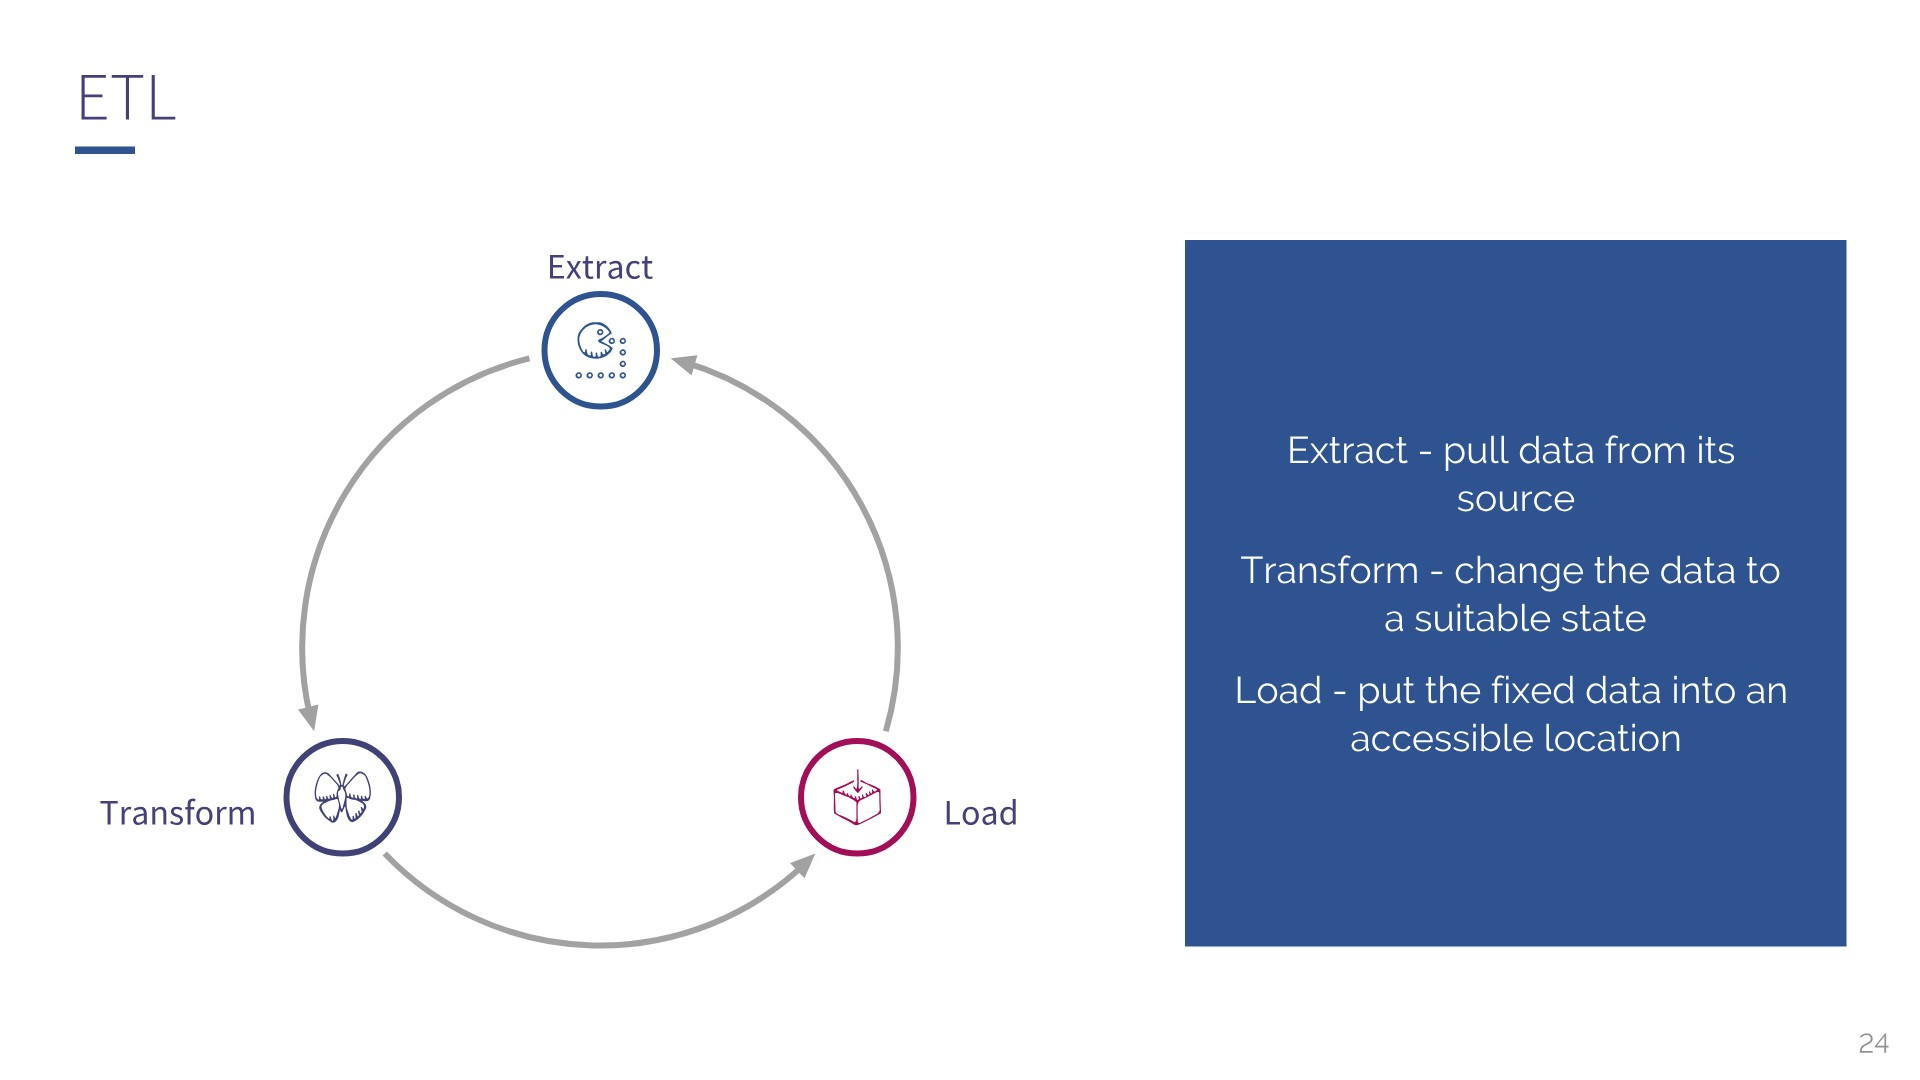 ETL
Extract
Transform
Load
Extract - pull data from its
source
Transform - change the data to
a suitable state
Load - put the fixed data into an
accessible location
24